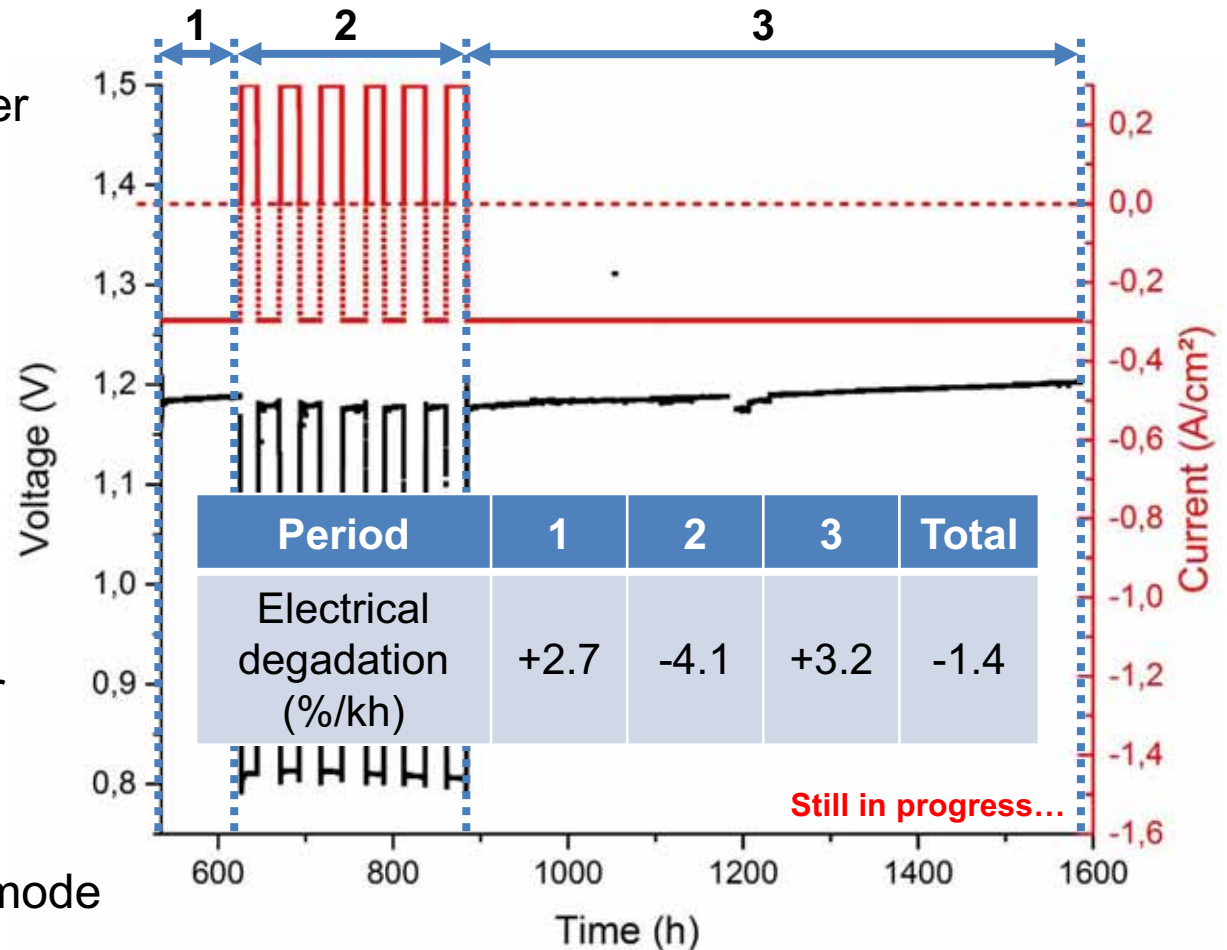 1 2 3
er
r
mode
1,5
1,4
1,3
1,2
1,1
1,0
0,9
0,8
Voltage (V)
0,2
0,0
-0,2
-0,4
-0,6
-0,8
-1,0
-1,2
-1,4
-1,6
Current (A/cm²)
Period 1 2 3 Total
Electrical
degadation
(%/kh)
+2.7 -4.1 +3.2 -1.4
Still in progress…
600 800 1000 1200 1400 1600
Time (h)